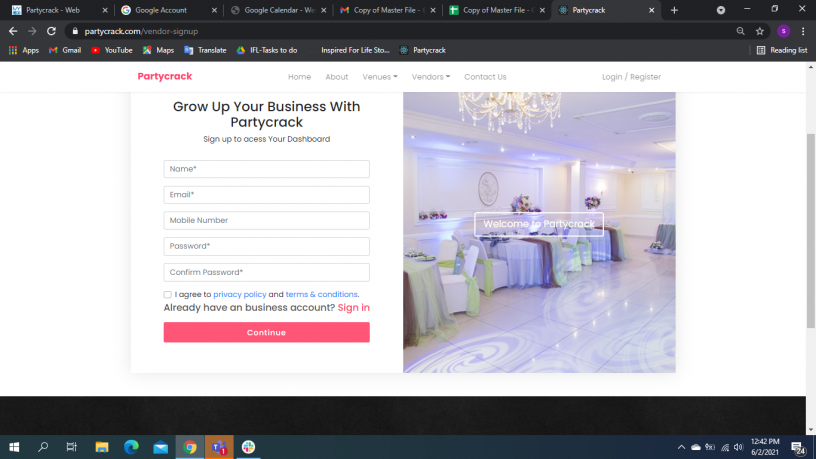 Partycrack - Web
Google Account
Google Calendar - We
Copy of Master File -
Copy of Master File -
Partycrack
partycrack.com/vendor-signup
S
Apps
Gmail
YouTube
Maps
Translate
IFL-Tasks to do
Inspired For Life Sto...
Partycrack
Reading list
Partycrack
Home
About
Venues
Vendors
Contact Us
Login / Register
Grow Up Your Business With
Partycrack
Sign up to acess Your Dashboard
Name*
Email*
Mobile Number
Password*
Confirm Password*
I agree to privacy policy and terms & conditions.
Already have an business account? Sign in
Continue
Welcome to Partycrack
1
12:42 PM
6/2/2021
24